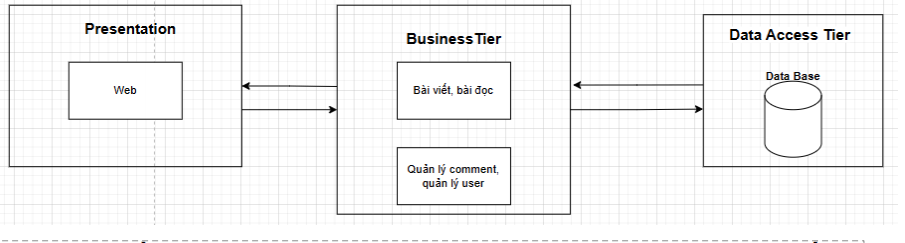 Presentation
Web
BusinessTier
Bài viết, bài đọc
Quản lý comment,
quản lý user
Data Access Tier
Data Base